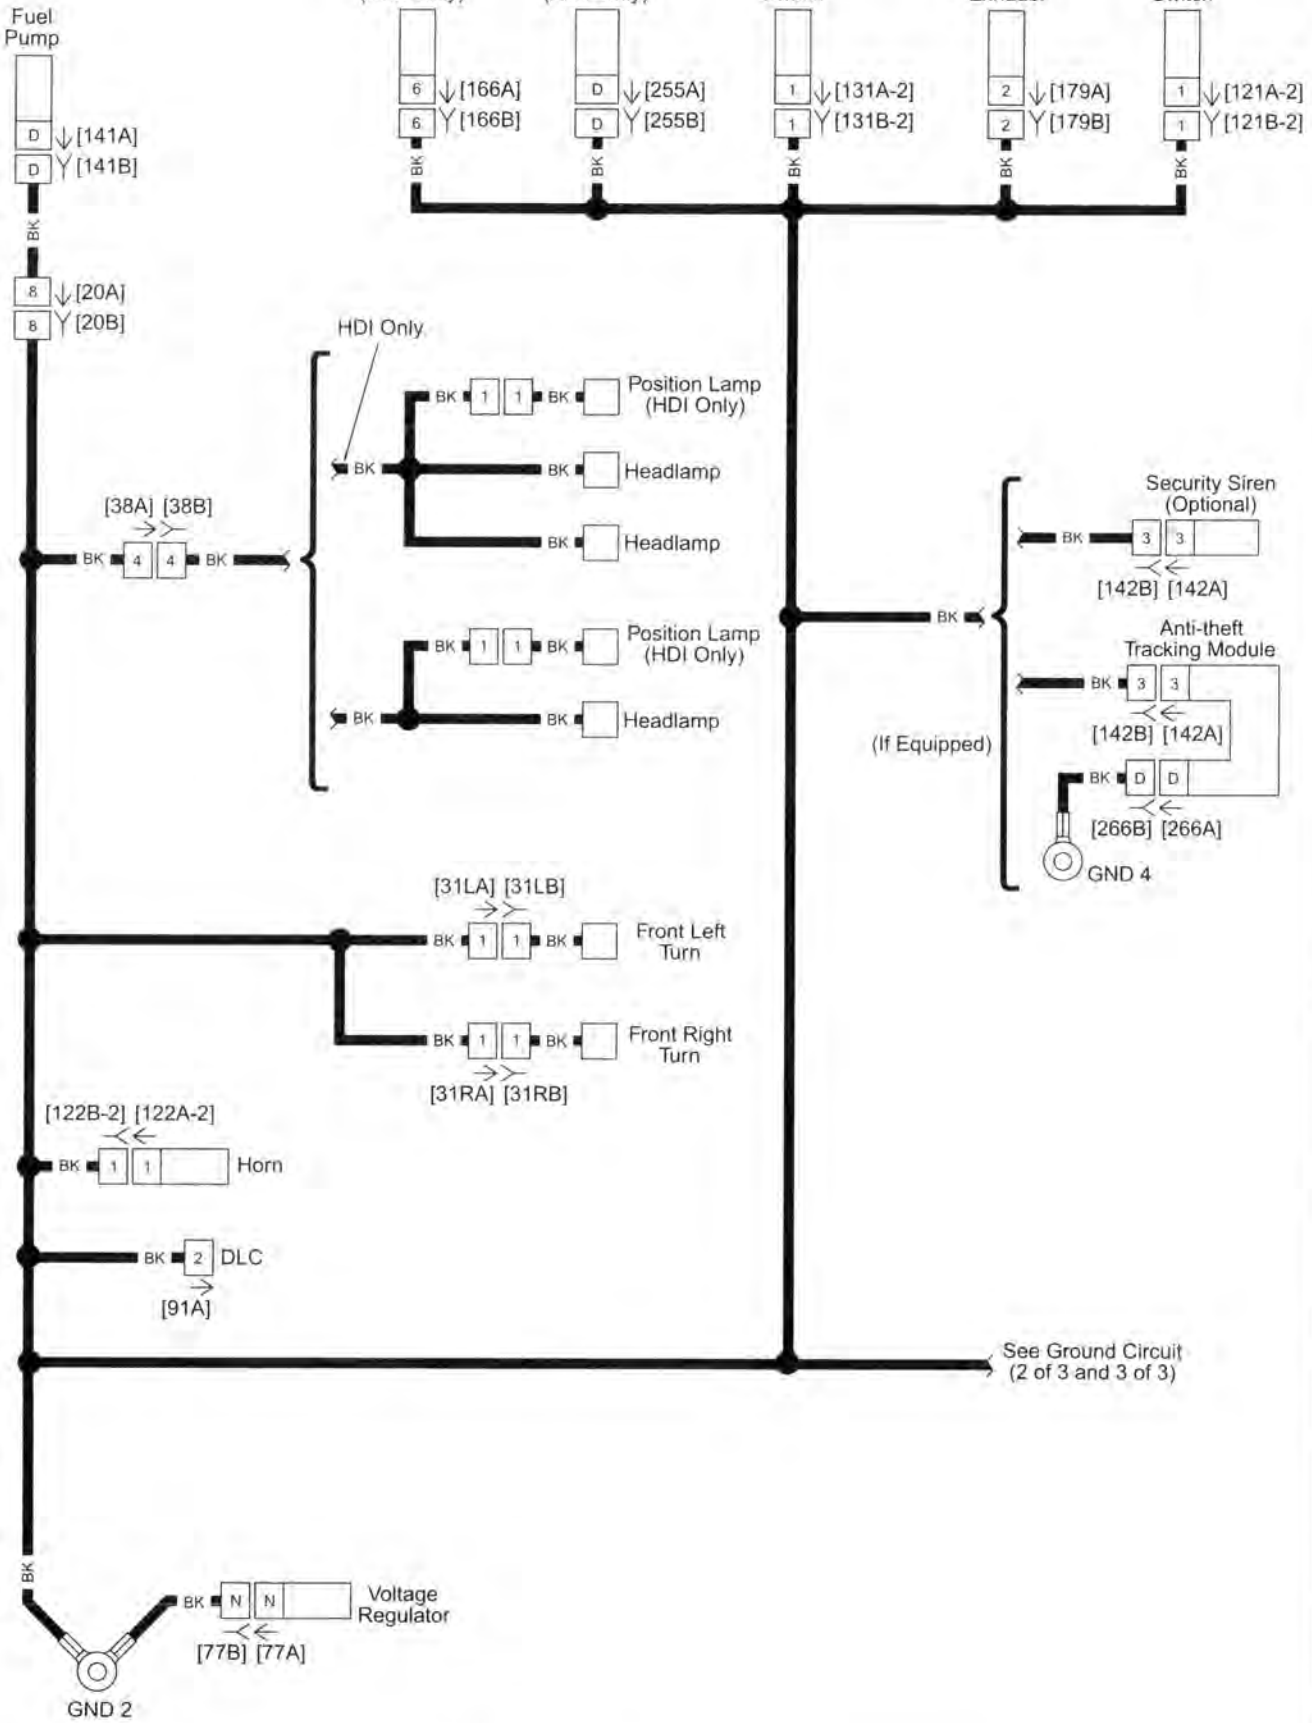 Fuel
Pump
D
[141A]
D
[141B]
BK
8
[20A]
8
[20B]
6
[166A]
6
[166B]
BK
D
[255A]
D
[255B]
BK
1
[131A-2]
1
[131B-2]
BK
2
[179A]
2
[179B]
BK
1
[121A-2]
1
[121B-2]
BK
HDI Only
BK 1 1 BK
Position Lamp
(HDI Only)
BK
BK
Headlamp
BK
Headlamp
[38A] [38B]
BK 4 4 BK
BK 1 1 BK
Position Lamp
(HDI Only)
BK
BK
Headlamp
Security Siren
(Optional)
BK 3 3
[142B] [142A]
BK
Anti-theft
Tracking Module
BK 3 3
[142B] [142A]
(If Equipped)
BK D D
[266B] [266A]
GND 4
[31LA] [31LB]
BK 1 1 BK
Front Left
Turn
BK 1 1 BK
Front Right
Turn
[31RA] [31RB]
[122B-2] [122A-2]
BK 1 1
Horn
BK 2 DLC
[91A]
See Ground Circuit
(2 of 3 and 3 of 3)
BK
BK N N
Voltage
Regulator
[77B] [77A]
GND 2